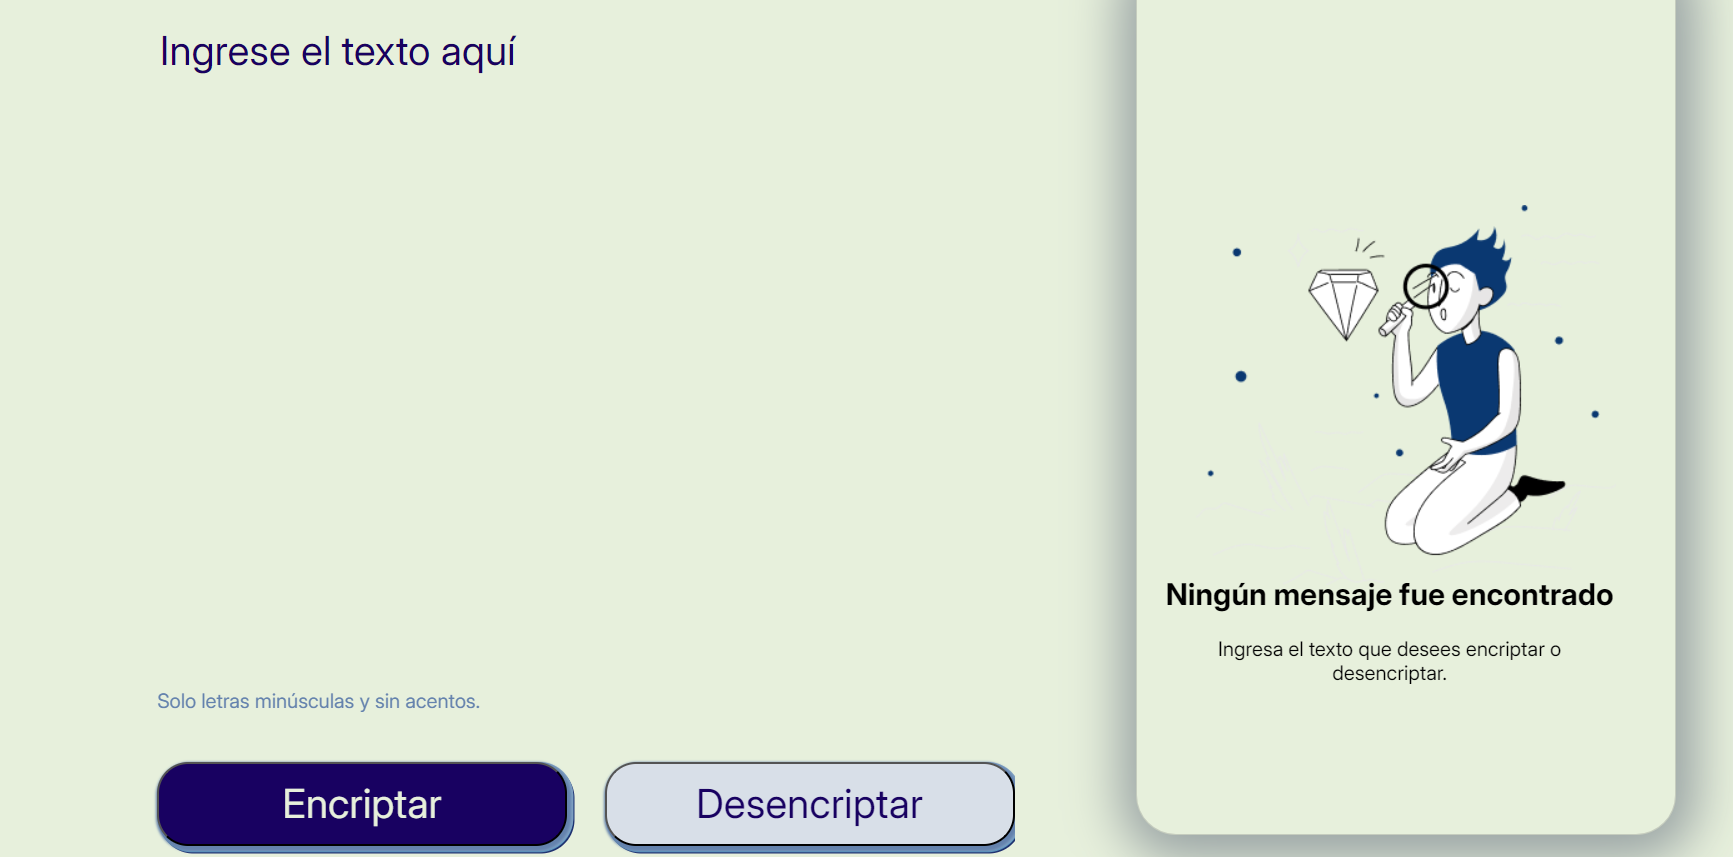 Ingrese el texto aquí
Solo letras minúsculas y sin acentos.
Encriptar
Desencriptar
Ningún mensaje fue encontrado
Ingresa el texto que desees encriptar o
desencriptar.